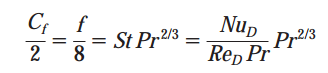 C_f/2 = f/8 = St Pr^{2/3} = Nu_D/(Re_D Pr) Pr^{2/3}